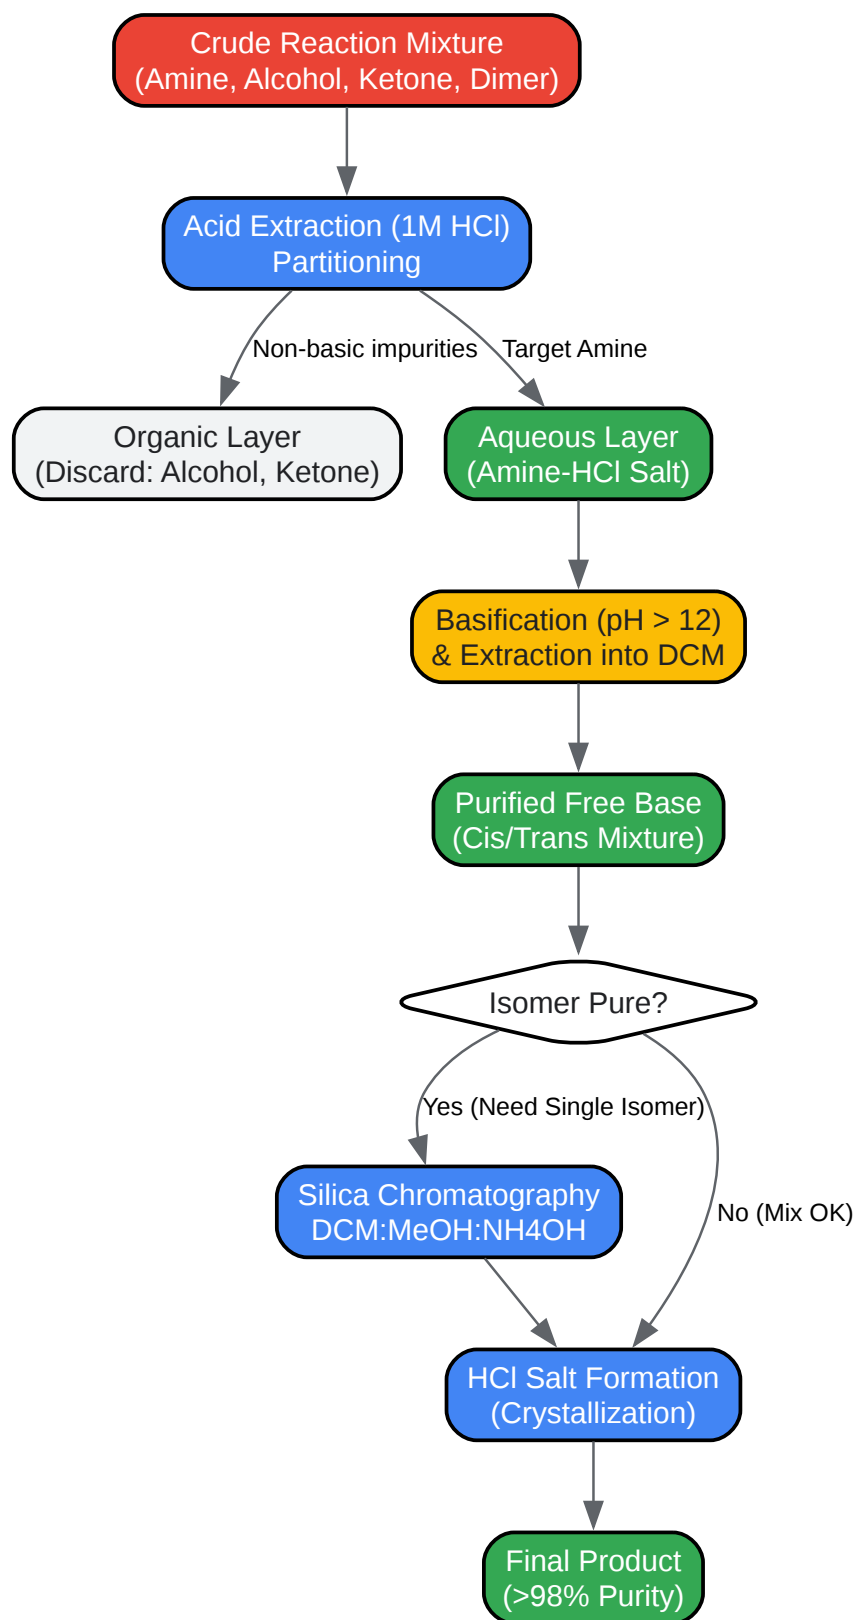 Crude Reaction Mixture
(Amine, Alcohol, Ketone, Dimer)
Acid Extraction (1M HCl)
Partitioning
Non-basic impurities
Target Amine
Organic Layer
(Discard: Alcohol, Ketone)
Aqueous Layer
(Amine-HCl Salt)
Basification (pH > 12)
& Extraction into DCM
Purified Free Base
(Cis/Trans Mixture)
Isomer Pure?
Yes (Need Single Isomer)
No (Mix OK)
Silica Chromatography
DCM:MeOH:NH4OH
HCl Salt Formation
(Crystallization)
Final Product
(>98% Purity)